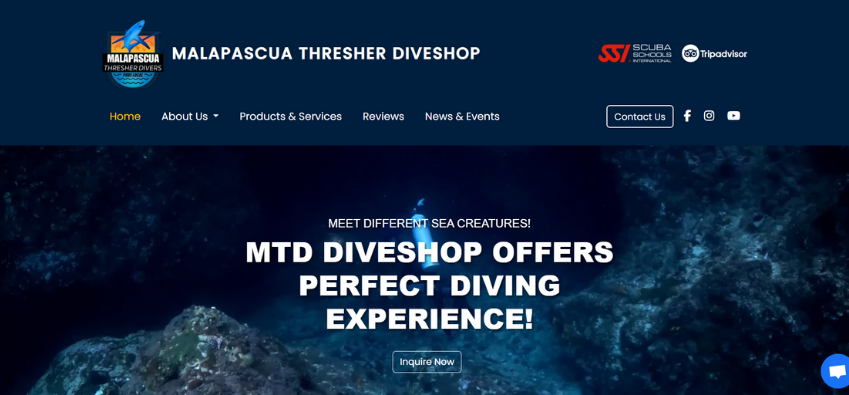 MALAPASCUA
THRESHER DIVERS
MALAPASCUA THRESHER DIVESHOP
SSI SCUBA
SCHOOLS
INTERNATIONAL
Tripadvisor
Home
About Us
Products & Services
Reviews
News & Events
Contact Us
MEET DIFFERENT SEA CREATURES!
MTD DIVESHOP OFFERS
PERFECT DIVING
EXPERIENCE!
Inquire Now